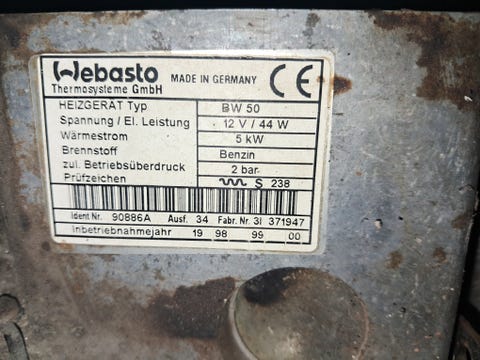 Webasto MADE IN GERMANY CE
Thermosysteme GmbH
HEIZGERÄT Typ BW 50
Spannung / El. Leistung 12 V / 44 W
Wärmestrom 5 kW
Brennstoff Benzin
zul. Betriebsüberdruck 2 bar
Prüfzeichen S 238
Ident Nr. 90886A Ausf. 34 Fabr. Nr. 3I 371947
Inbetriebnahmejahr 19 98 99 00